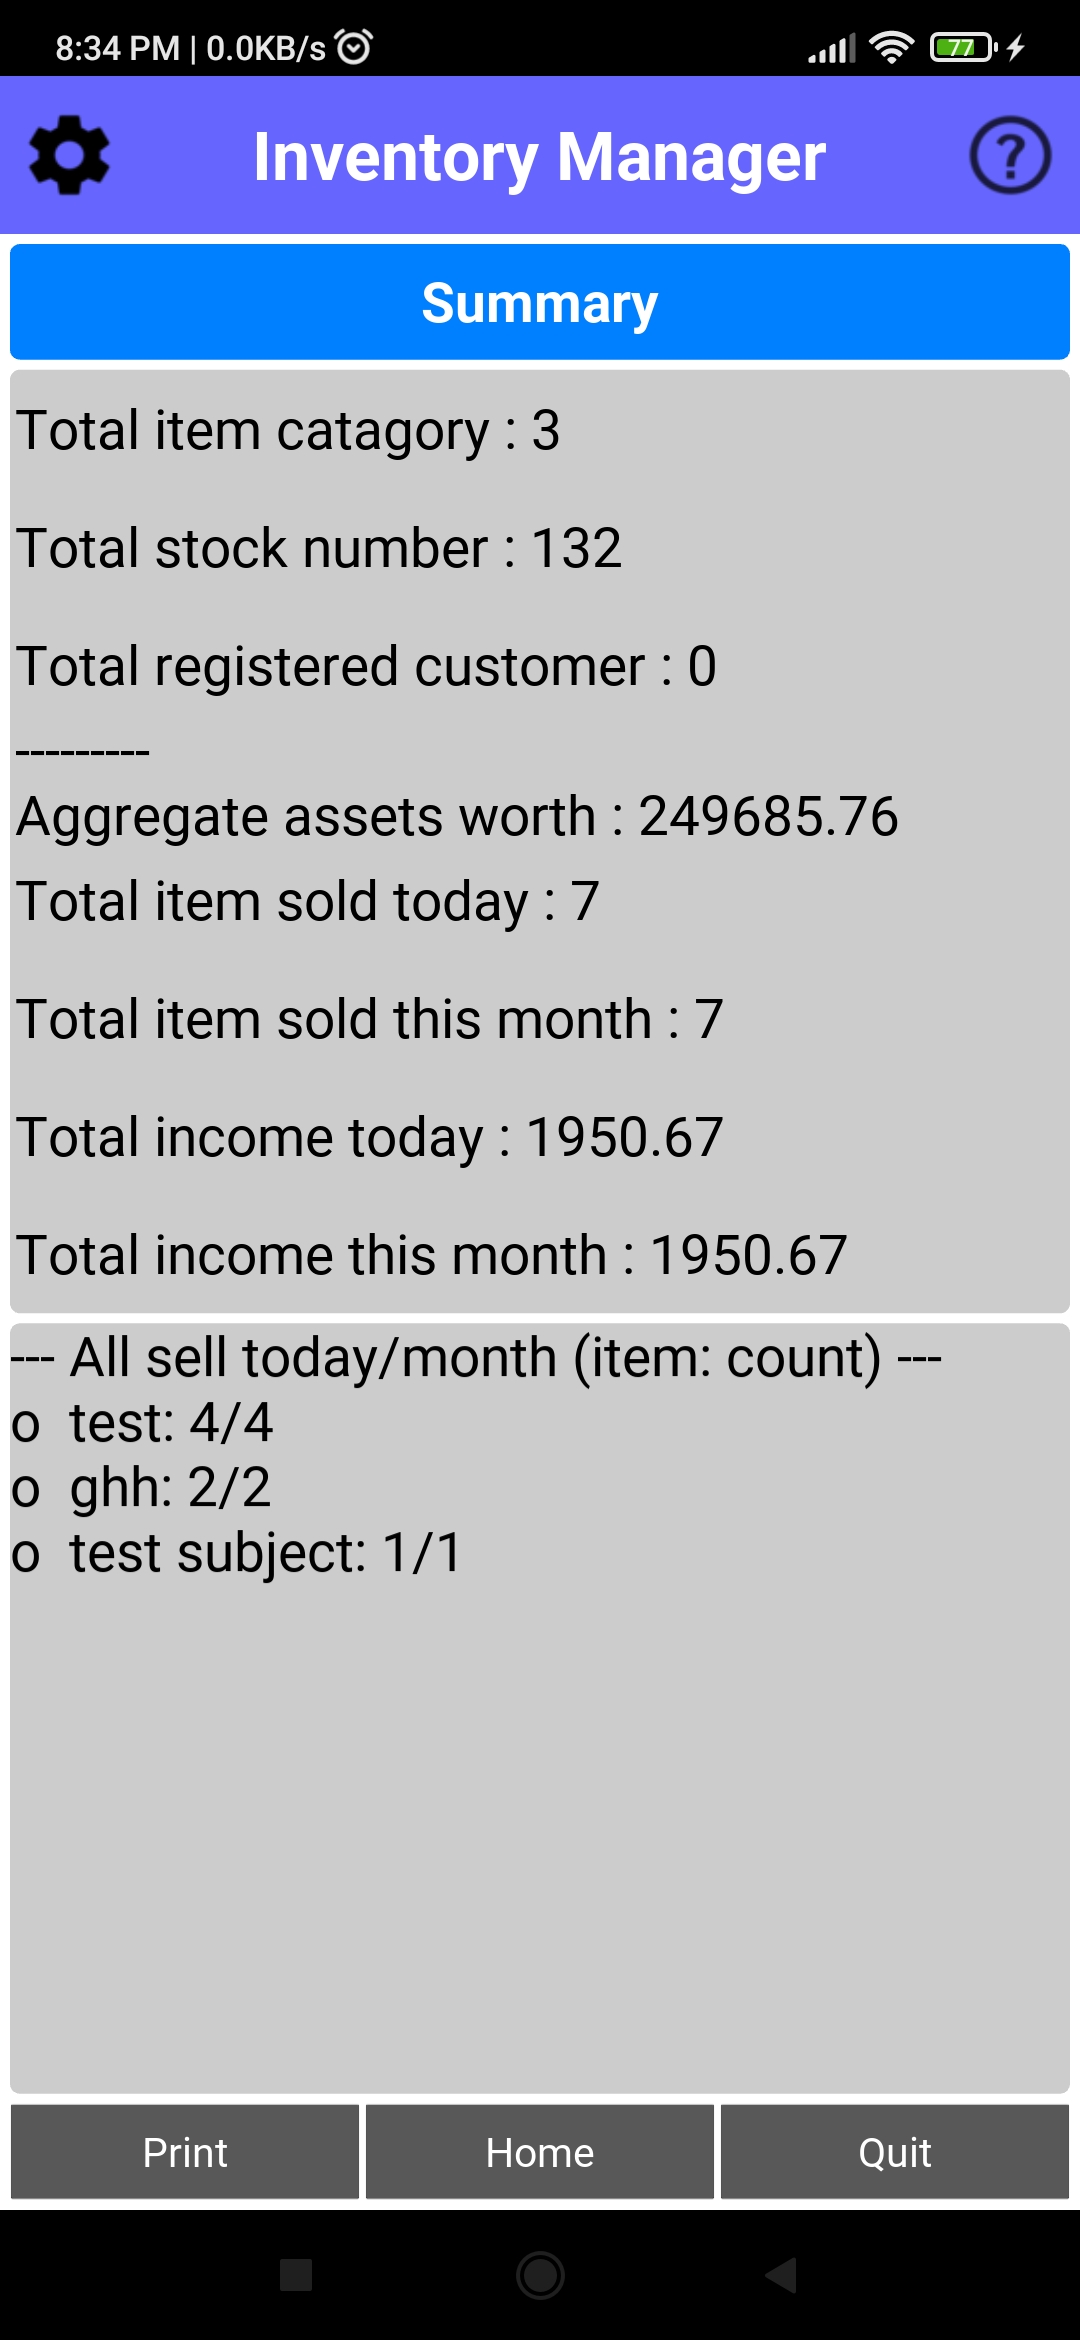 8:34 PM | 0.0KB/s
77
Inventory Manager
?
Summary
Total item catagory : 3
Total stock number : 132
Total registered customer : 0
---------
Aggregate assets worth : 249685.76
Total item sold today : 7
Total item sold this month : 7
Total income today : 1950.67
Total income this month : 1950.67
--- All sell today/month (item: count) ---
o  test: 4/4
o  ghh: 2/2
o  test subject: 1/1
Print
Home
Quit